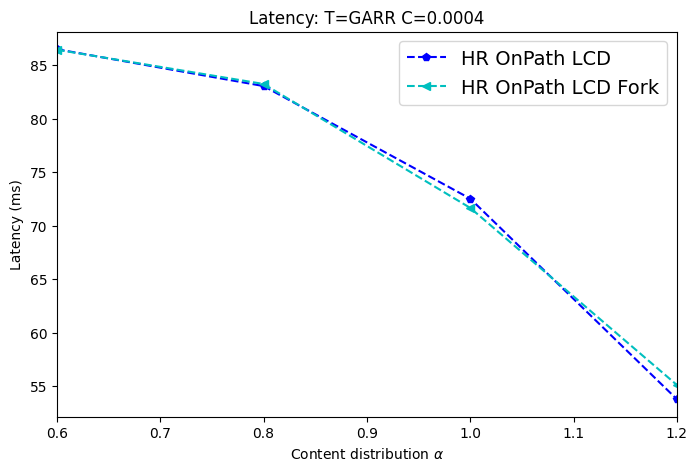 Latency: T=GARR C=0.0004
HR OnPath LCD
HR OnPath LCD Fork
Latency (ms)
85
80
75
70
65
60
55
0.6 0.7 0.8 0.9 1.0 1.1 1.2
Content distribution α